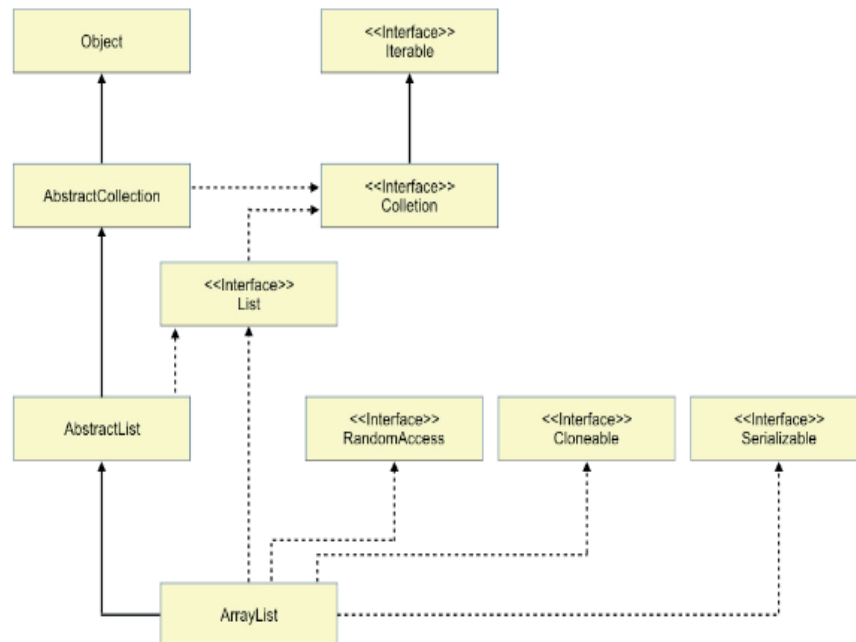 Object
<<Interface>>
Iterable
AbstractCollection
<<Interface>>
Colletion
<<Interface>>
List
AbstractList
<<Interface>>
RandomAccess
<<Interface>>
Cloneable
<<Interface>>
Serializable
ArrayList